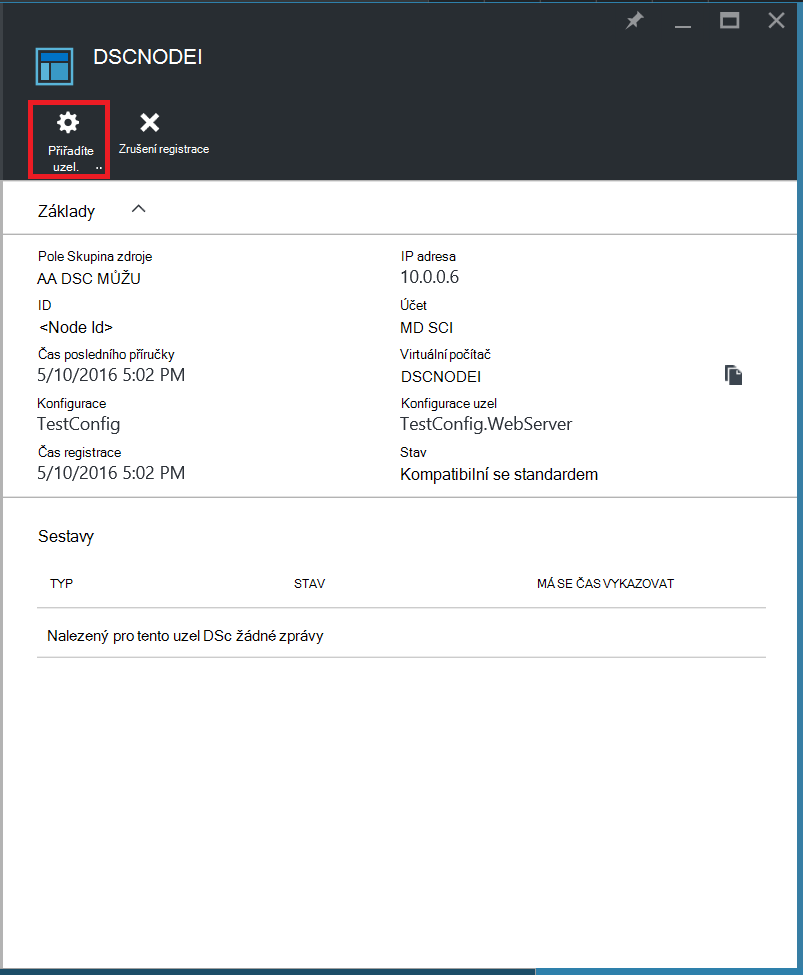 DSCNODEI
Přiřadíte
uzel. ..
Zrušení registrace
Základy
Pole Skupina zdroje
IP adresa
AA DSC MŮŽU
10.0.0.6
ID
Účet
<Node Id>
MD SCI
Čas posledního příručky
Virtuální počítač
5/10/2016 5:02 PM
DSCNODEI
Konfigurace
Konfigurace uzel
TestConfig
TestConfig.WebServer
Čas registrace
Stav
5/10/2016 5:02 PM
Kompatibilní se standardem
Sestavy
TYP
STAV
MÁ SE ČAS VYKAZOVAT
Nalezený pro tento uzel DSc žádné zprávy